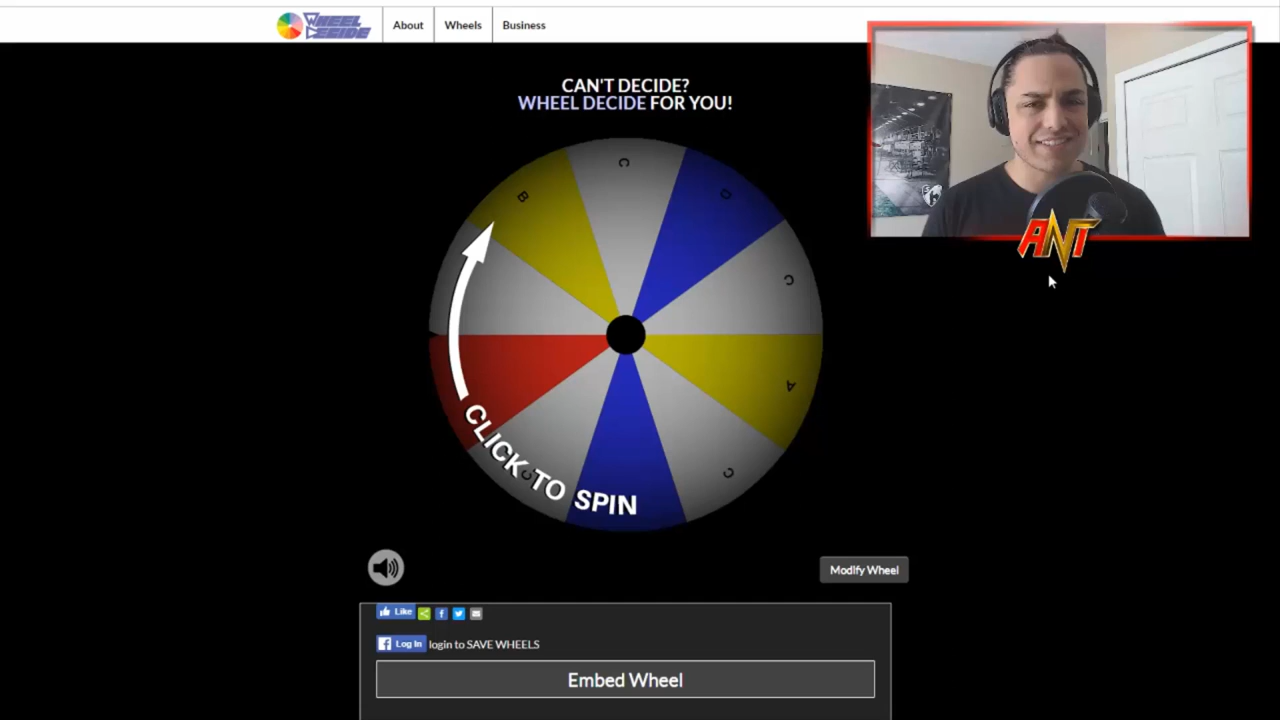 WHEEL DECIDE
About
Wheels
Business
CAN'T DECIDE?
WHEEL DECIDE FOR YOU!
C
B
D
C
A
C
C
CLICK TO SPIN
ANT
Modify Wheel
Like
Log In login to SAVE WHEELS
Embed Wheel